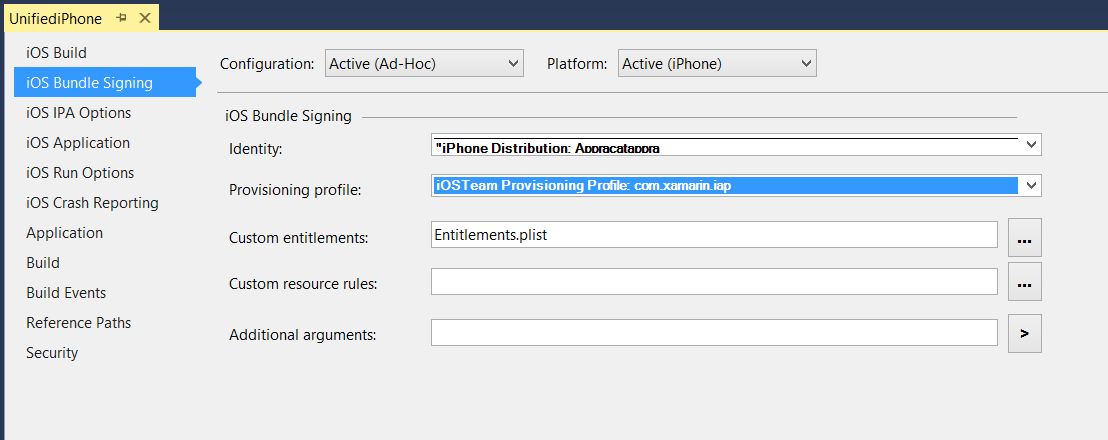 UnifiediPhone
iOS Build
iOS Bundle Signing
iOS IPA Options
iOS Application
iOS Run Options
iOS Crash Reporting
Application
Build
Build Events
Reference Paths
Security
Configuration: Active (Ad-Hoc) Platform: Active (iPhone)
iOS Bundle Signing
Identity: "iPhone Distribution: Appracatappra
Provisioning profile: iOSTeam Provisioning Profile: com.xamarin.iap
Custom entitlements: Entitlements.plist ...
Custom resource rules: ...
Additional arguments: >